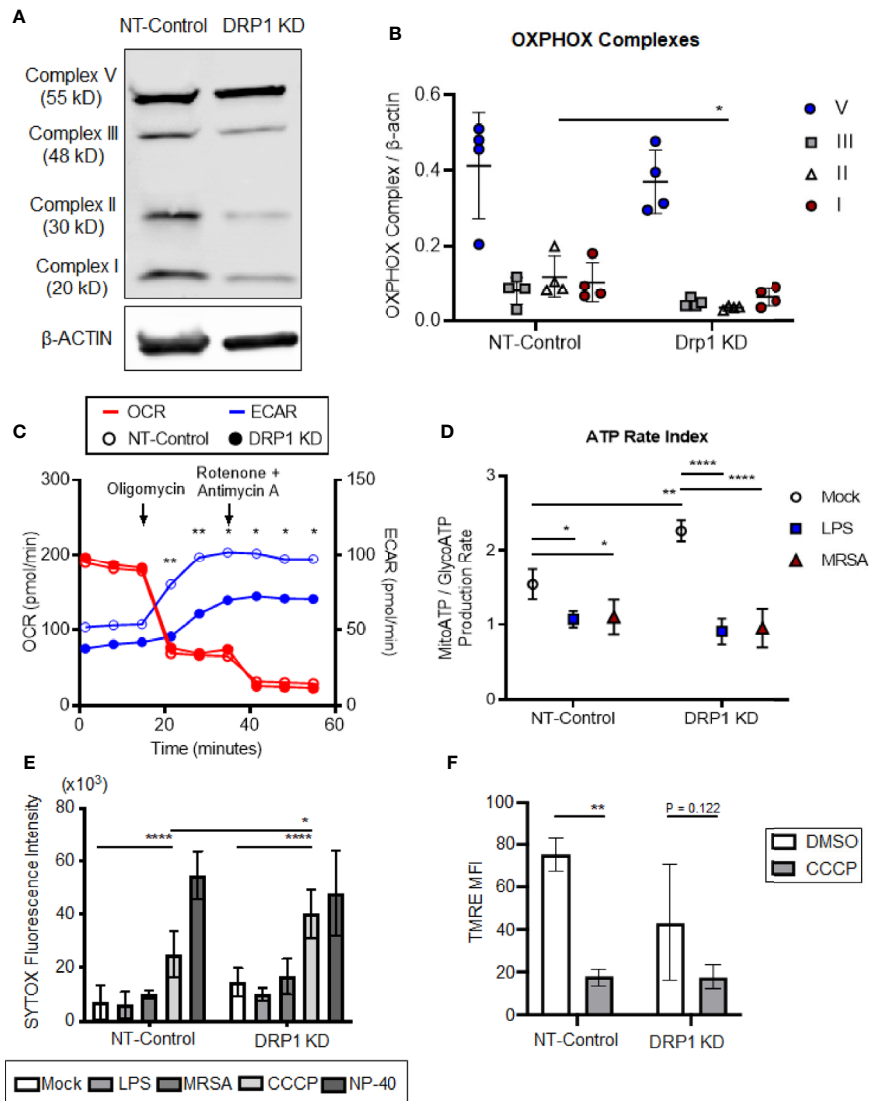 A
NT-Control DRP1 KD
Complex V
(55 kD)
Complex III
(48 kD)
Complex II
(30 kD)
Complex I
(20 kD)
β-ACTIN
B
OXPHOX Complexes
OXPHOX Complex / β-actin
0.6
0.4
0.2
0.0
*
NT-Control Drp1 KD
V
III
II
I
C
OCR ECAR
NT-Control DRP1 KD
Oligomycin
Rotenone +
Antimycin A
OCR (pmol/min)
300
200
100
0
** ** * * * *
150
100
50
0
ECAR
(pmol/min)
0 20 40 60
Time (minutes)
D
ATP Rate Index
MitoATP / GlycoATP
Production Rate
3
2
1
0
* * ** **** ****
NT-Control DRP1 KD
Mock
LPS
MRSA
E
(x10³)
SYTOX Fluorescence Intensity
80
60
40
20
0
**** * ****
NT-Control DRP1 KD
Mock LPS MRSA CCCP NP-40
F
TMRE MFI
100
80
60
40
20
0
** P = 0.122
NT-Control DRP1 KD
DMSO
CCCP